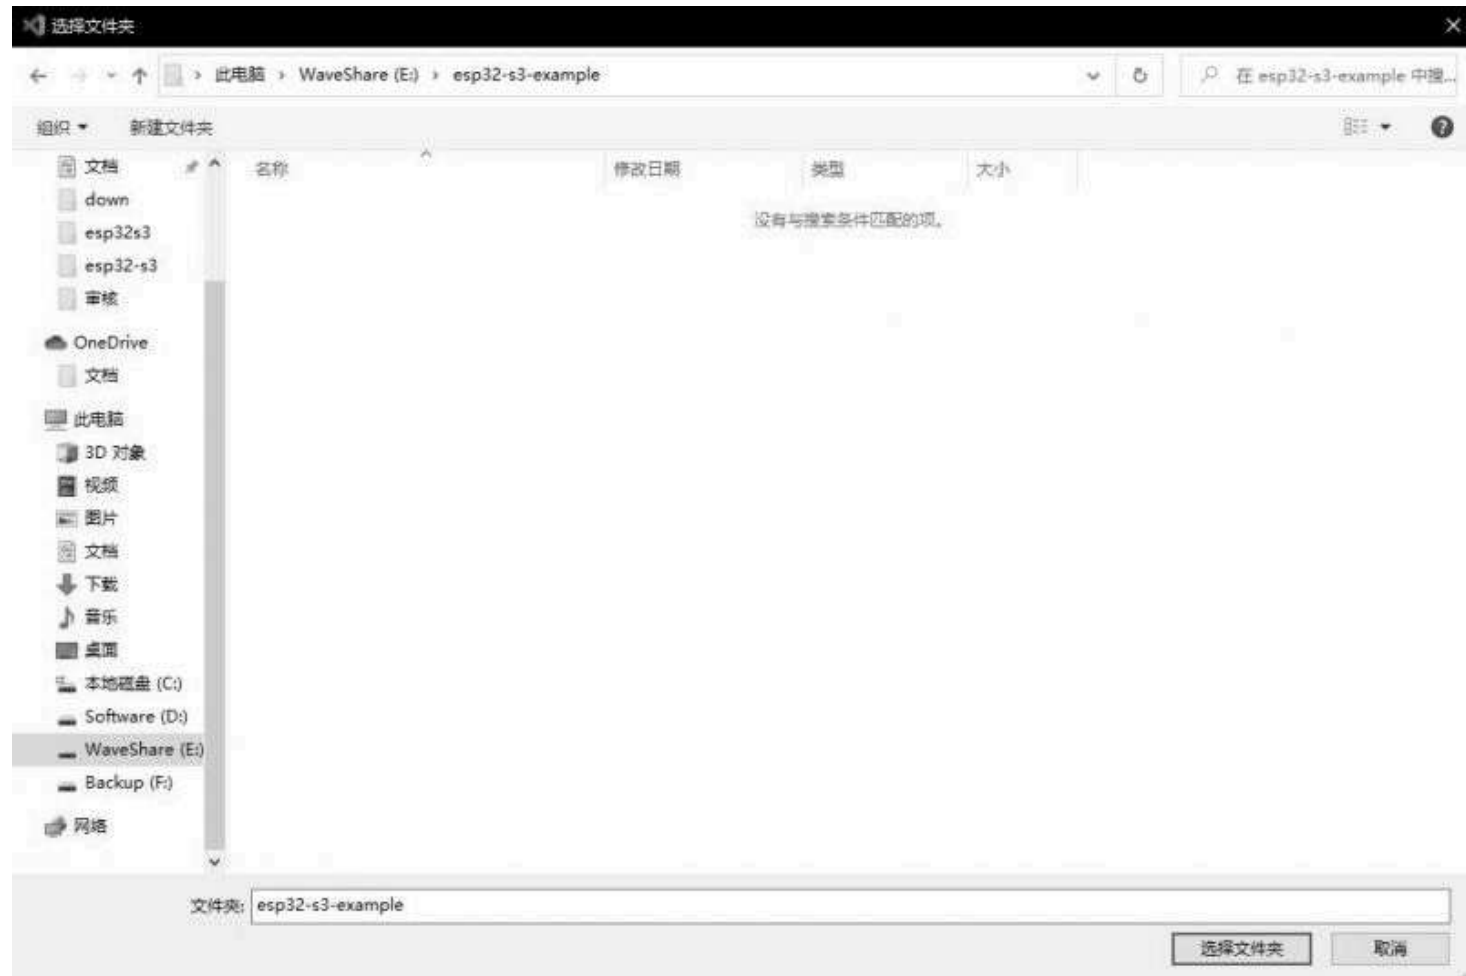 选择文件夹
此电脑 › WaveShare (E:) › esp32-s3-example
在 esp32-s3-example 中搜...
组织 新建文件夹
名称 修改日期 类型 大小
没有与搜索条件匹配的项。
文档
down
esp32s3
esp32-s3
审核
OneDrive
文档
此电脑
3D 对象
视频
图片
文档
下载
音乐
桌面
本地磁盘 (C:)
Software (D:)
WaveShare (E:)
Backup (F:)
网络
文件夹: esp32-s3-example
选择文件夹 取消